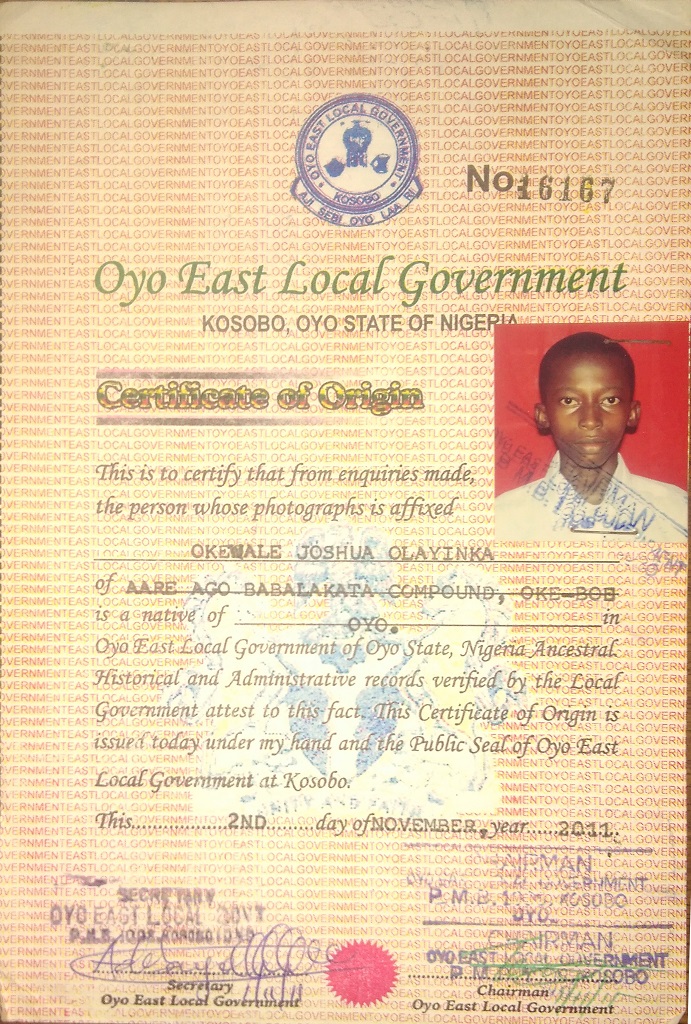 OYO EAST LOCAL GOVERNMENT
KOSOBO
AJI SEBI OYO LAA RI
No. 16167
Oyo East Local Government
KOSOBO, OYO STATE OF NIGERIA
Certificate of Origin
This is to certify that from enquiries made,
the person whose photographs is affixed
OKEWALE JOSHUA OLAYINKA
of AARE AGO BABALAKATA COMPOUND, OKE-BOE
is a native of OYO. in
Oyo East Local Government of Oyo State, Nigeria Ancestral
Historical and Administrative records verified by the Local
Government attest to this fact. This Certificate of Origin is
issued today under my hand and the Public Seal of Oyo East
Local Government at Kosobo.
This 2ND day of NOVEMBER, year 2011.
SECRETARY
OYO EAST LOCAL GOVT
P.M.B. 1002 KOSOBO OYO
Secretary
Oyo East Local Government
CHAIRMAN
GOVERNMENT
P.M.B. KOSOBO
OYO
CHAIRMAN
OYO EAST LOCAL GOVERNMENT
KOSOBO
Chairman
Oyo East Local Government